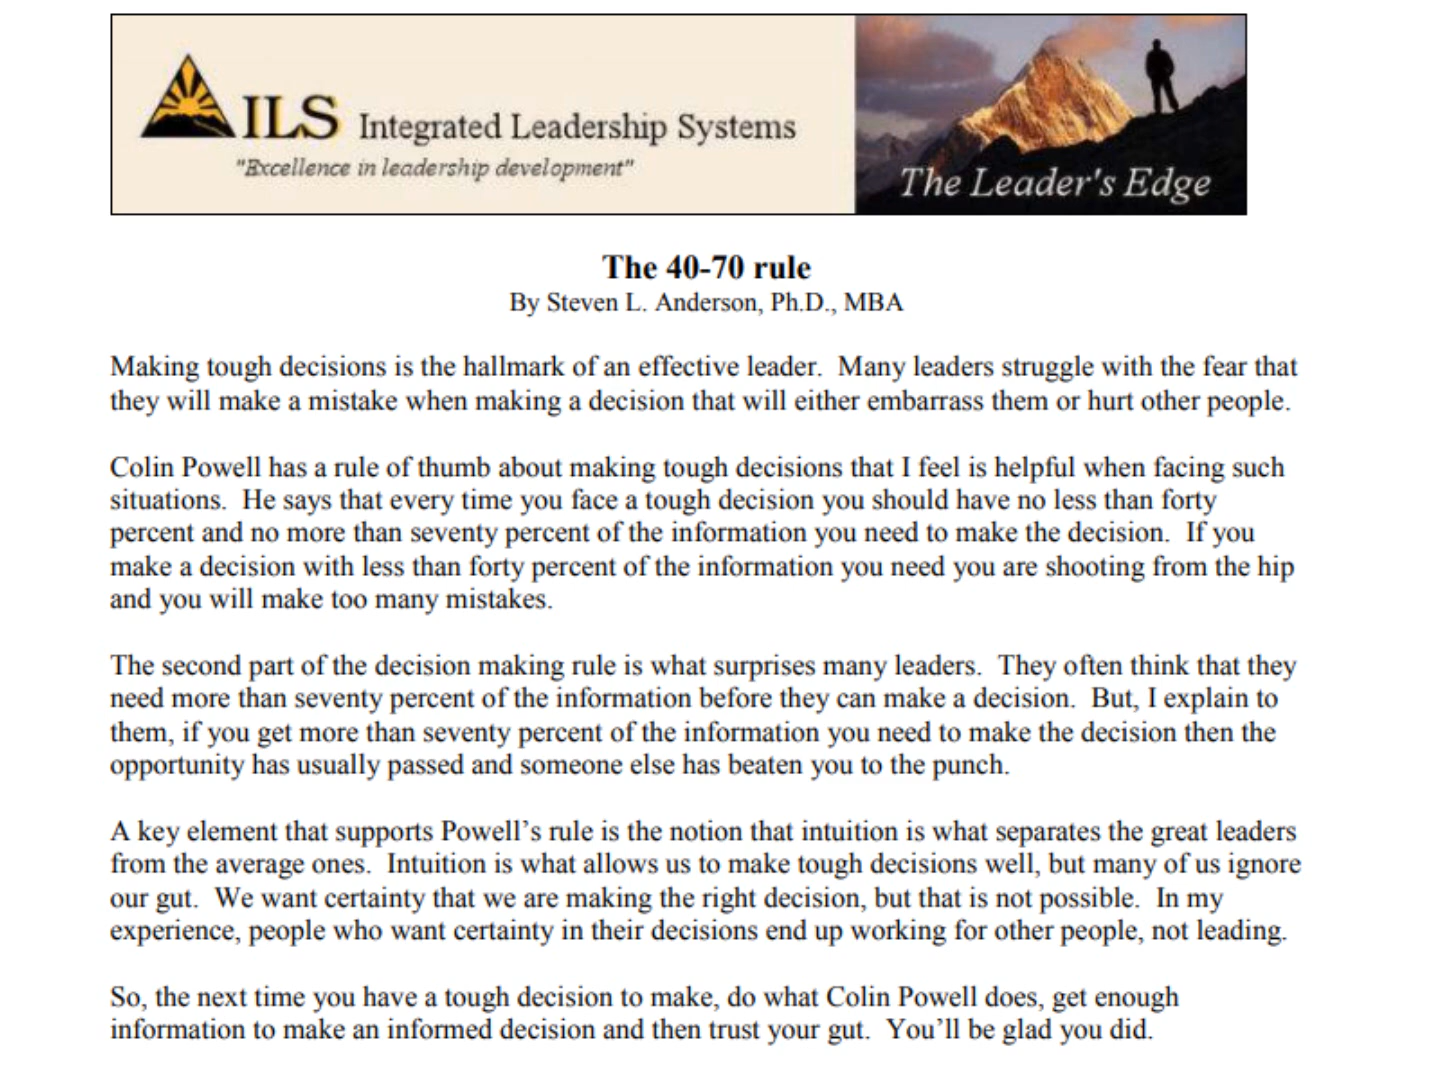 ILS Integrated Leadership Systems
"Excellence in leadership development"
The Leader's Edge
The 40-70 rule
By Steven L. Anderson, Ph.D., MBA
Making tough decisions is the hallmark of an effective leader.  Many leaders struggle with the fear that
they will make a mistake when making a decision that will either embarrass them or hurt other people.
Colin Powell has a rule of thumb about making tough decisions that I feel is helpful when facing such
situations.  He says that every time you face a tough decision you should have no less than forty
percent and no more than seventy percent of the information you need to make the decision.  If you
make a decision with less than forty percent of the information you need you are shooting from the hip
and you will make too many mistakes.
The second part of the decision making rule is what surprises many leaders.  They often think that they
need more than seventy percent of the information before they can make a decision.  But, I explain to
them, if you get more than seventy percent of the information you need to make the decision then the
opportunity has usually passed and someone else has beaten you to the punch.
A key element that supports Powell’s rule is the notion that intuition is what separates the great leaders
from the average ones.  Intuition is what allows us to make tough decisions well, but many of us ignore
our gut.  We want certainty that we are making the right decision, but that is not possible.  In my
experience, people who want certainty in their decisions end up working for other people, not leading.
So, the next time you have a tough decision to make, do what Colin Powell does, get enough
information to make an informed decision and then trust your gut.  You’ll be glad you did.